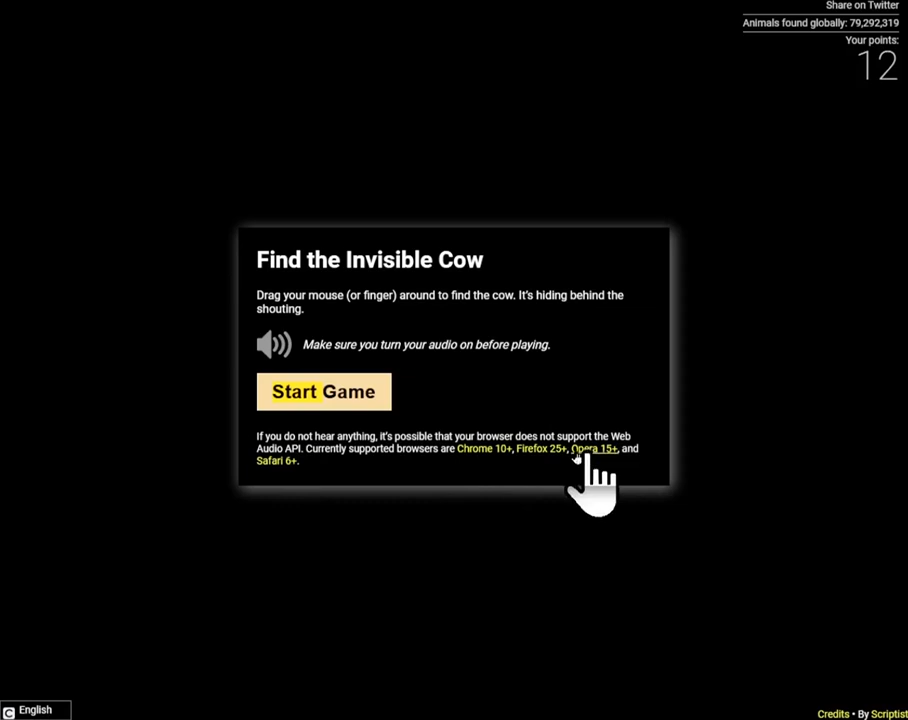 Share on Twitter
Animals found globally: 79,292,319
Your points:
12
Find the Invisible Cow
Drag your mouse (or finger) around to find the cow. It's hiding behind the
shouting.
Make sure you turn your audio on before playing.
Start Game
If you do not hear anything, it's possible that your browser does not support the Web
Audio API. Currently supported browsers are Chrome 10+, Firefox 25+, Opera 15+, and
Safari 6+.
English
Credits • By Scriptist